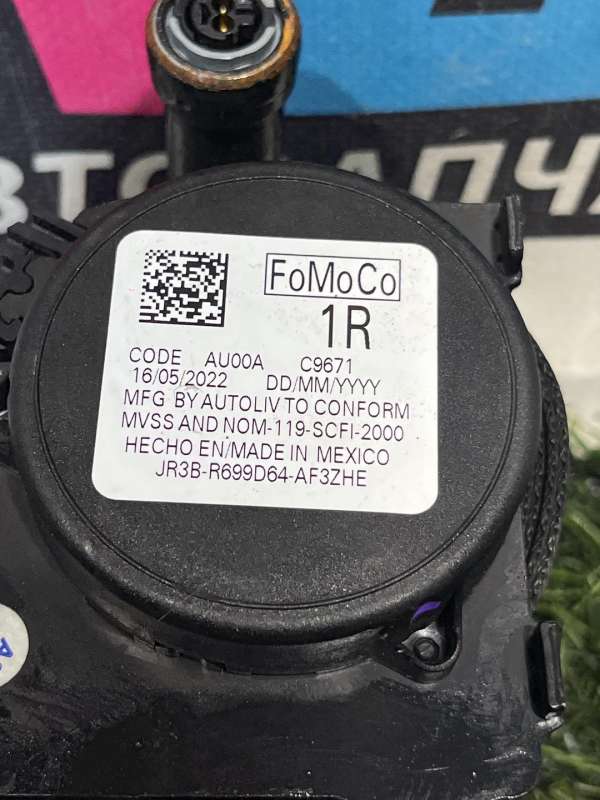 ВТОЗАПЧА
FoMoCo
1R
CODE AU00A C9671
16/05/2022 DD/MM/YYYY
MFG BY AUTOLIV TO CONFORM
MVSS AND NOM-119-SCFI-2000
HECHO EN/MADE IN MEXICO
JR3B-R699D64-AF3ZHE